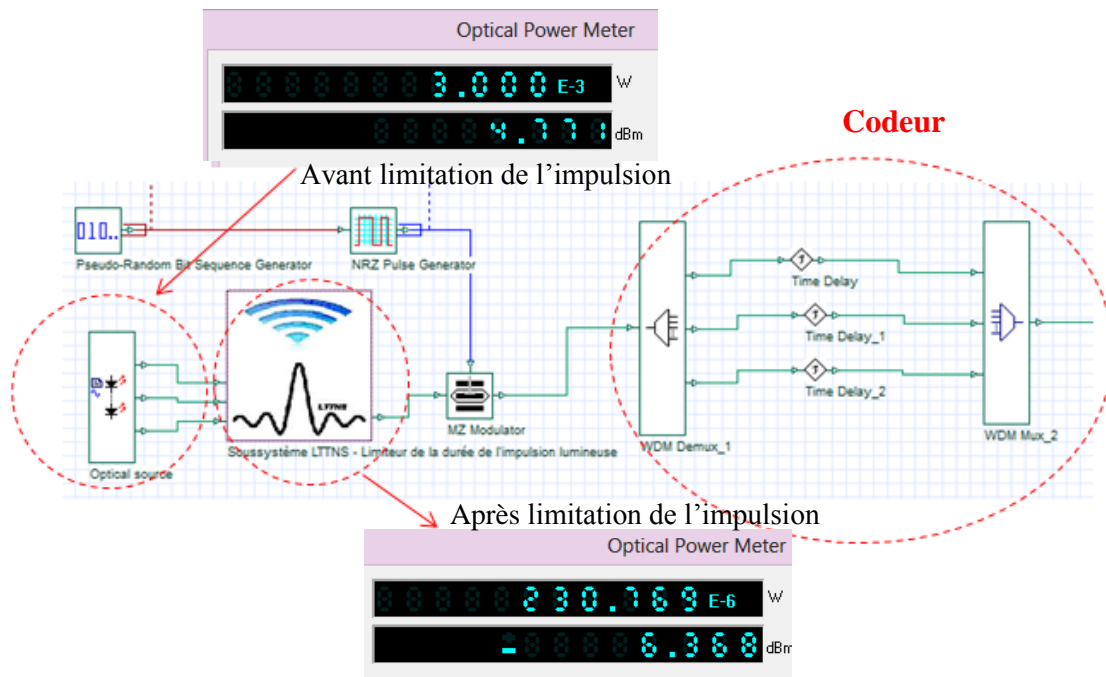 Optical Power Meter
3.000 E-3 W
4.771 dBm
Codeur
Avant limitation de l'impulsion
010..
Pseudo-Random Bit Sequence Generator
NRZ Pulse Generator
Time Delay
Time Delay_1
LTTNS
Time Delay_2
MZ Modulator
WDM Demux_1
WDM Mux_2
Soussystéme LTTNS - Limiteur de la durée de l'impulsion lumineuse
Optical source
Après limitation de l'impulsion
Optical Power Meter
230.769 E-6 W
-6.368 dBm